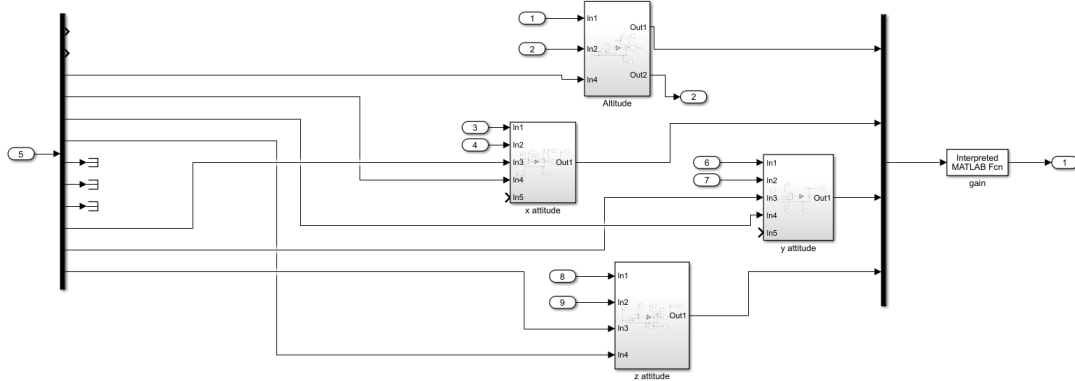 1
In1
Out1
2
In2
Out2
In4
2
Altitude
3
In1
4
In2
In3
Out1
In4
In5
x attitude
5
6
In1
7
In2
In3
Out1
In4
In5
y attitude
Interpreted
MATLAB Fcn
gain
1
8
In1
9
In2
Out1
In3
In4
z attitude